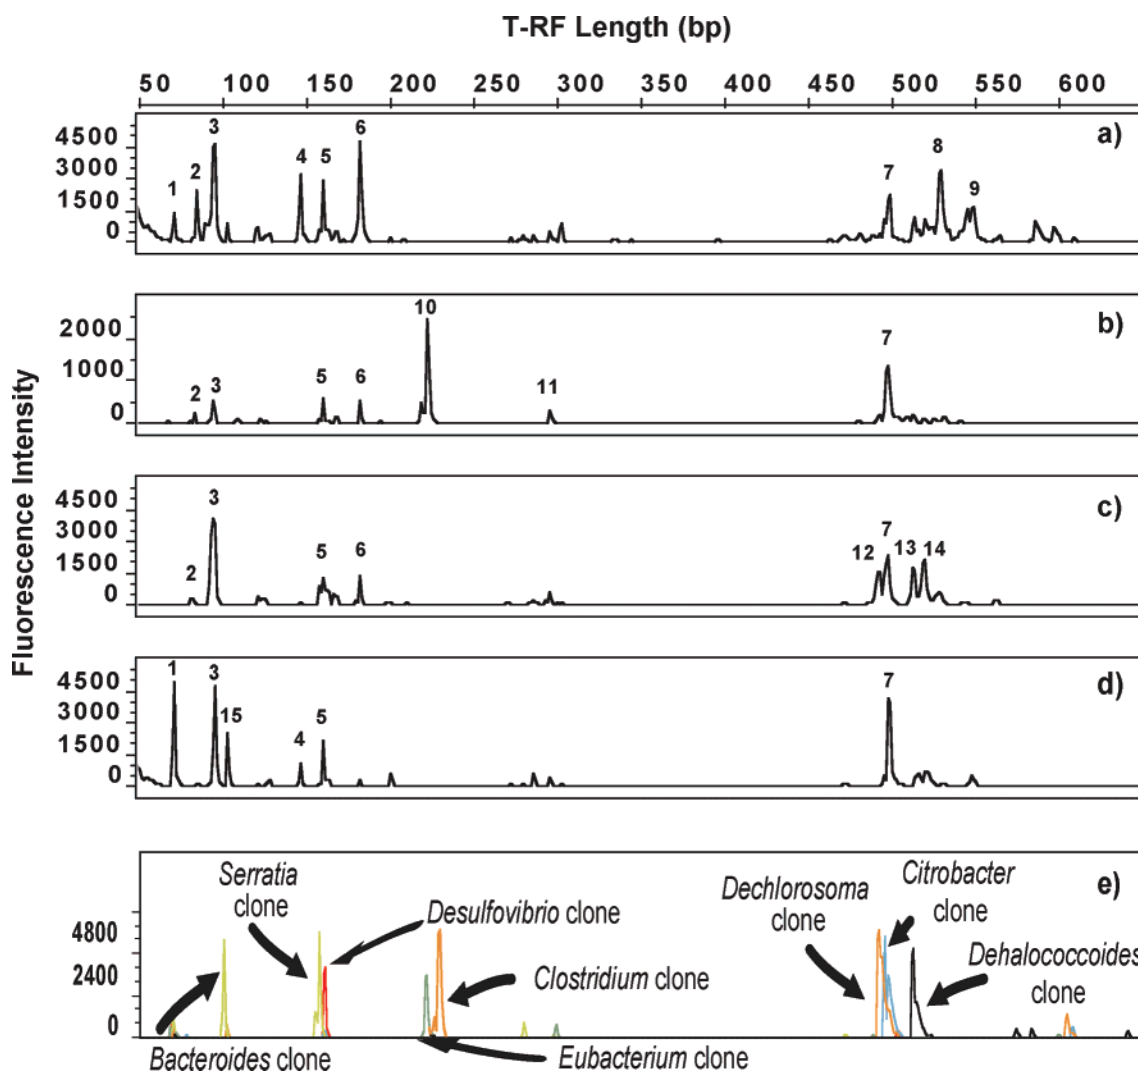 T-RF Length (bp)
50 100 150 200 250 300 350 400 450 500 550 600
Fluorescence Intensity
a)
4500
3000
1500
0
1 2 3 4 5 6 7 8 9
b)
2000
1000
0
2 3 5 6 10 11 7
c)
4500
3000
1500
0
2 3 5 6 12 7 13 14
d)
4500
3000
1500
0
1 3 15 4 5 7
e)
4800
2400
0
Serratia
clone
Desulfovibrio clone
Clostridium clone
Bacteroides clone
Eubacterium clone
Dechlorosoma
clone
Citrobacter
clone
Dehalococcoides
clone